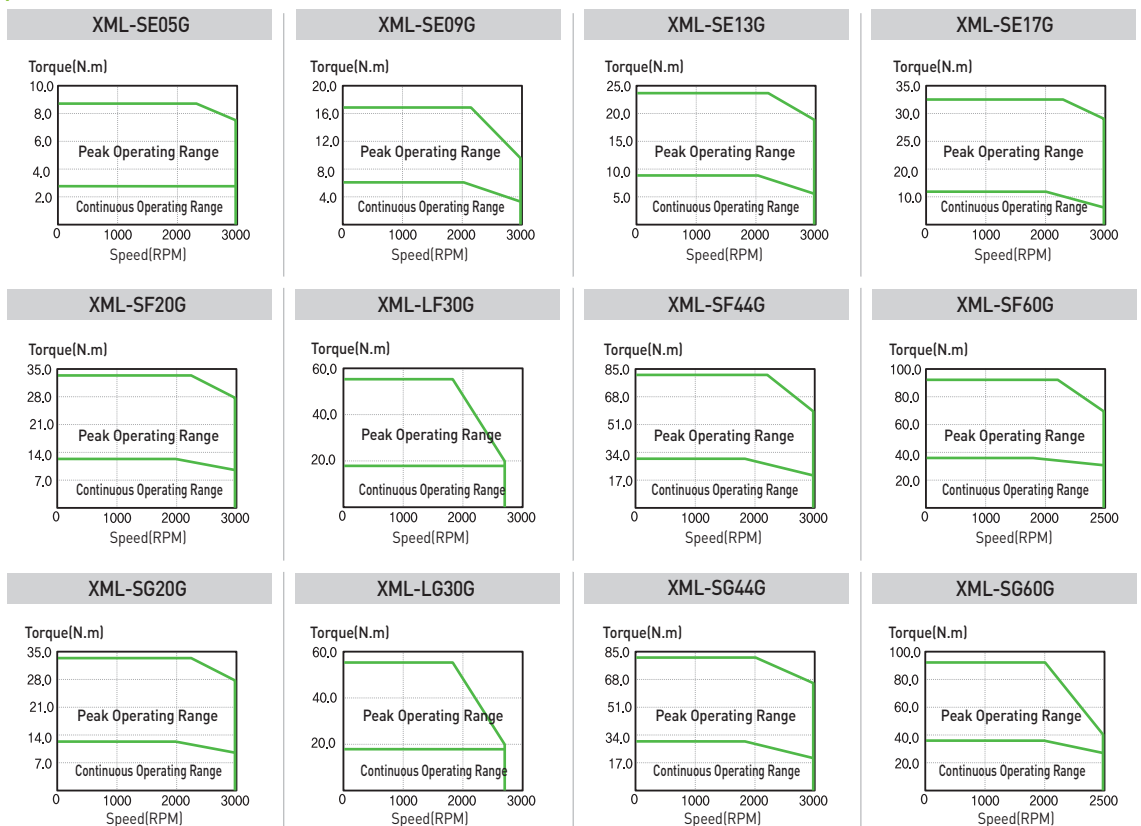 XML-SE05G
Torque(N.m)
10.0
8.0
6.0
4.0
2.0
Peak Operating Range
Continuous Operating Range
0 1000 2000 3000
Speed(RPM)
XML-SE09G
Torque(N.m)
20.0
16.0
12.0
8.0
4.0
Peak Operating Range
Continuous Operating Range
0 1000 2000 3000
Speed(RPM)
XML-SE13G
Torque(N.m)
25.0
20.0
15.0
10.0
5.0
Peak Operating Range
Continuous Operating Range
0 1000 2000 3000
Speed(RPM)
XML-SE17G
Torque(N.m)
35.0
30.0
25.0
20.0
10.0
Peak Operating Range
Continuous Operating Range
0 1000 2000 3000
Speed(RPM)
XML-SF20G
Torque(N.m)
35.0
28.0
21.0
14.0
7.0
Peak Operating Range
Continuous Operating Range
0 1000 2000 3000
Speed(RPM)
XML-LF30G
Torque(N.m)
60.0
40.0
20.0
Peak Operating Range
Continuous Operating Range
0 1000 2000 3000
Speed(RPM)
XML-SF44G
Torque(N.m)
85.0
68.0
51.0
34.0
17.0
Peak Operating Range
Continuous Operating Range
0 1000 2000 3000
Speed(RPM)
XML-SF60G
Torque(N.m)
100.0
80.0
60.0
40.0
20.0
Peak Operating Range
Continuous Operating Range
0 1000 2000 2500
Speed(RPM)
XML-SG20G
Torque(N.m)
35.0
28.0
21.0
14.0
7.0
Peak Operating Range
Continuous Operating Range
0 1000 2000 3000
Speed(RPM)
XML-LG30G
Torque(N.m)
60.0
40.0
20.0
Peak Operating Range
Continuous Operating Range
0 1000 2000 3000
Speed(RPM)
XML-SG44G
Torque(N.m)
85.0
68.0
51.0
34.0
17.0
Peak Operating Range
Continuous Operating Range
0 1000 2000 3000
Speed(RPM)
XML-SG60G
Torque(N.m)
100.0
80.0
60.0
40.0
20.0
Peak Operating Range
Continuous Operating Range
0 1000 2000 2500
Speed(RPM)